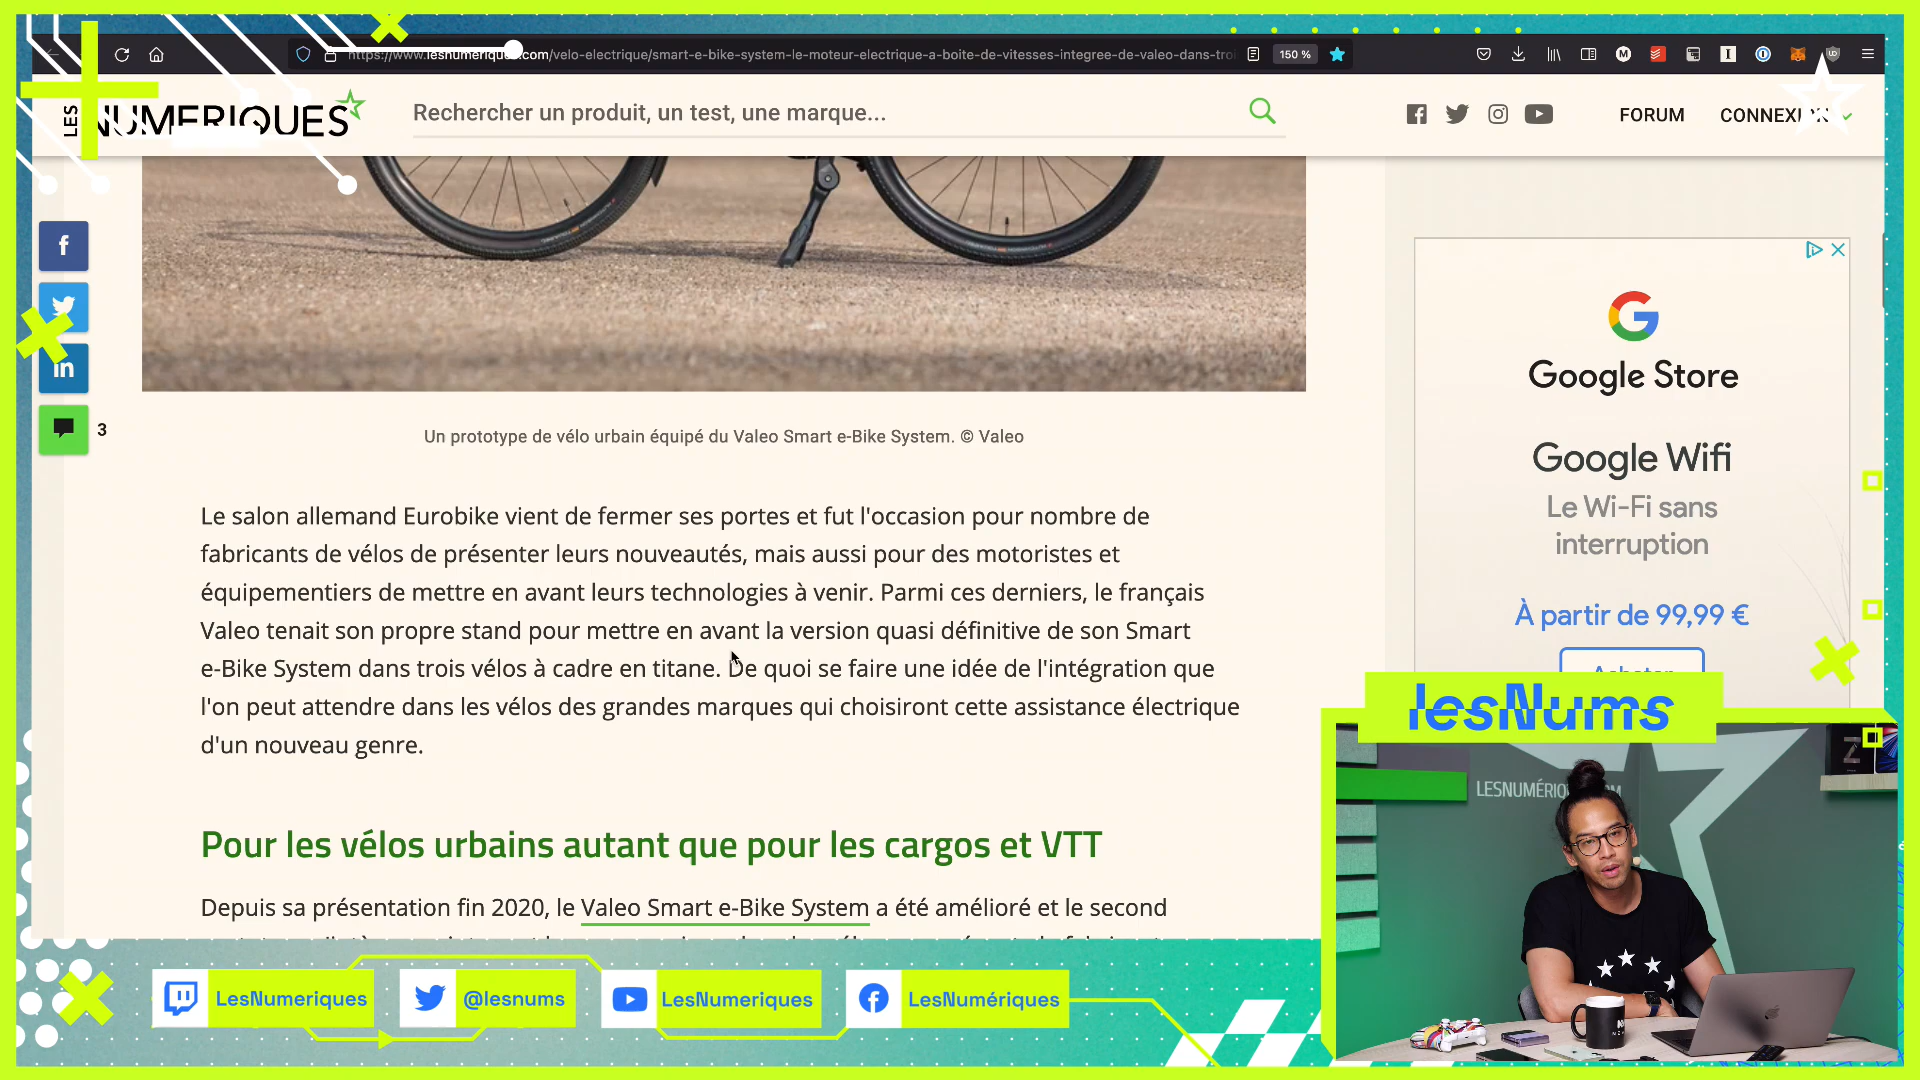 https://www.lesnumeriques.com/velo-electrique/smart-e-bike-system-le-moteur-electrique-a-boite-de-vitesses-integree-de-valeo-dans-troi
150 %
LES NUMERIQUES
Rechercher un produit, un test, une marque...
FORUM
CONNEXION
3
Un prototype de vélo urbain équipé du Valeo Smart e-Bike System. © Valeo
Le salon allemand Eurobike vient de fermer ses portes et fut l'occasion pour nombre de
fabricants de vélos de présenter leurs nouveautés, mais aussi pour des motoristes et
équipementiers de mettre en avant leurs technologies à venir. Parmi ces derniers, le français
Valeo tenait son propre stand pour mettre en avant la version quasi définitive de son Smart
e-Bike System dans trois vélos à cadre en titane. De quoi se faire une idée de l'intégration que
l'on peut attendre dans les vélos des grandes marques qui choisiront cette assistance électrique
d'un nouveau genre.
Pour les vélos urbains autant que pour les cargos et VTT
Depuis sa présentation fin 2020, le Valeo Smart e-Bike System a été amélioré et le second
Google Store
Google Wifi
Le Wi-Fi sans
interruption
À partir de 99,99 €
lesNums
LesNumeriques
@lesnums
LesNumeriques
LesNumériques